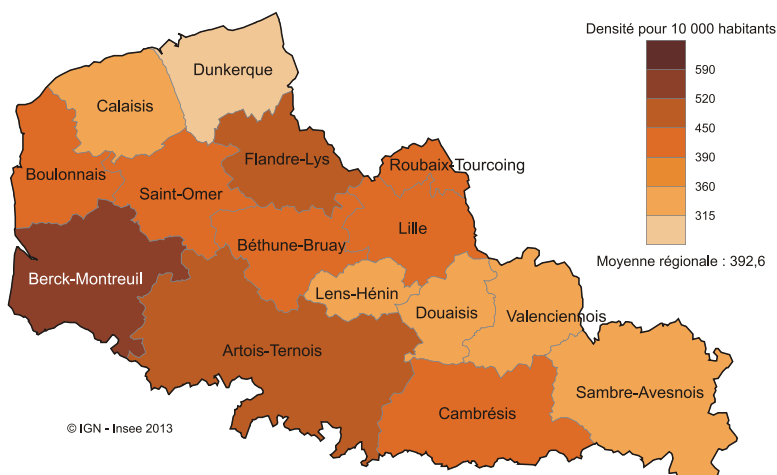 Densité pour 10 000 habitants
590
520
450
390
360
315
Moyenne régionale : 392,6
Dunkerque
Calaisis
Flandre-Lys
Roubaix-Tourcoing
Boulonnais
Saint-Omer
Lille
Béthune-Bruay
Berck-Montreuil
Lens-Hénin
Douaisis
Valenciennois
Artois-Ternois
Sambre-Avesnois
Cambrésis
© IGN - Insee 2013